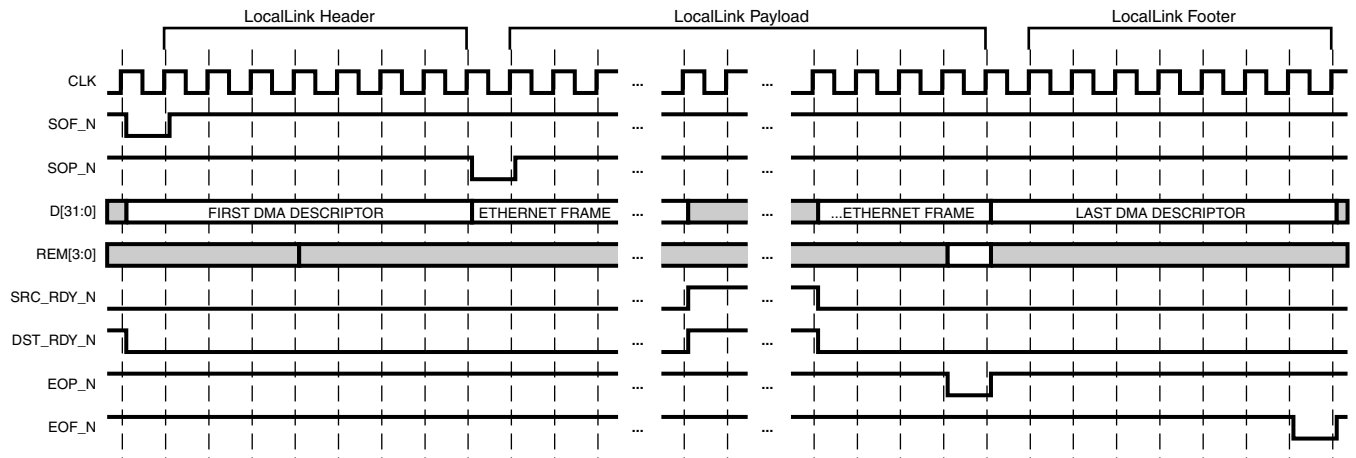 LocalLink Header LocalLink Payload LocalLink Footer
CLK ... ...
SOF_N ... ...
SOP_N ... ...
D[31:0] FIRST DMA DESCRIPTOR ETHERNET FRAME ... ... ...ETHERNET FRAME LAST DMA DESCRIPTOR
REM[3:0] ... ...
SRC_RDY_N ... ...
DST_RDY_N ... ...
EOP_N ... ...
EOF_N ... ...